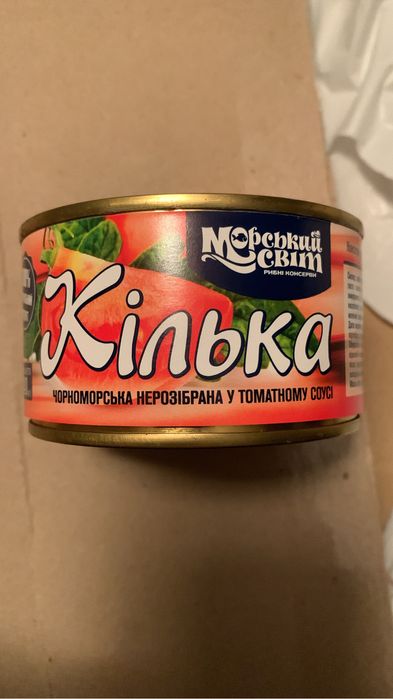 Морський
світ
РИБНІ КОНСЕРВИ
Кілька
ЧОРНОМОРСЬКА НЕРОЗІБРАНА У ТОМАТНОМУ СОУСІ